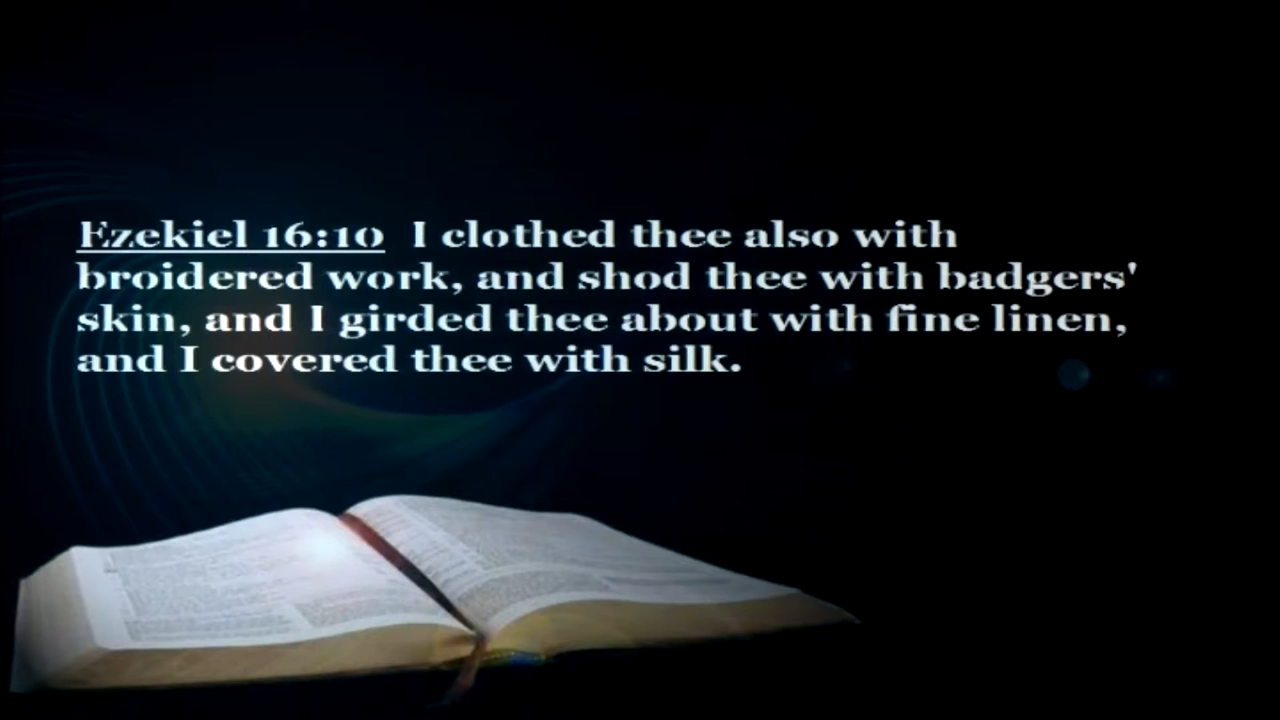 Ezekiel 16:10 I clothed thee also with
broidered work, and shod thee with badgers'
skin, and I girded thee about with fine linen,
and I covered thee with silk.